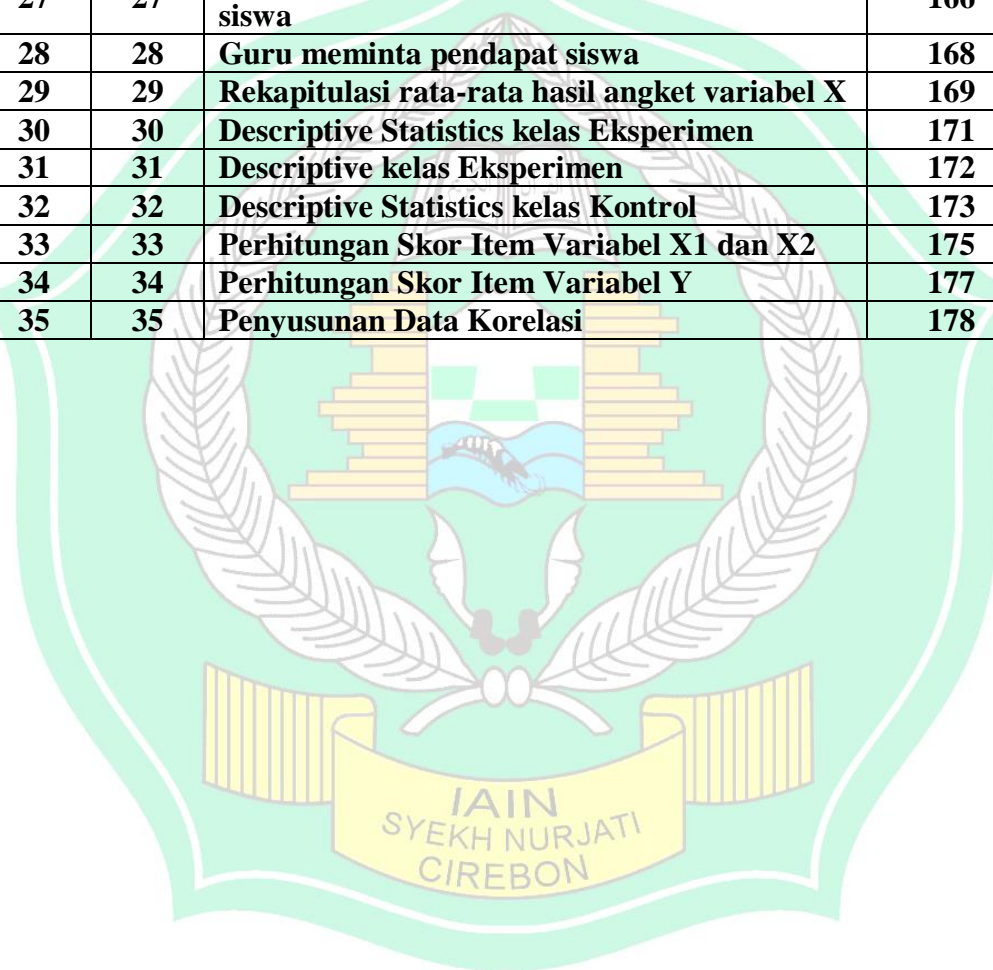 siswa
28 28 Guru meminta pendapat siswa 168
29 29 Rekapitulasi rata-rata hasil angket variabel X 169
30 30 Descriptive Statistics kelas Eksperimen 171
31 31 Descriptive kelas Eksperimen 172
32 32 Descriptive Statistics kelas Kontrol 173
33 33 Perhitungan Skor Item Variabel X1 dan X2 175
34 34 Perhitungan Skor Item Variabel Y 177
35 35 Penyusunan Data Korelasi 178
IAIN
SYEKH NURJATI
CIREBON